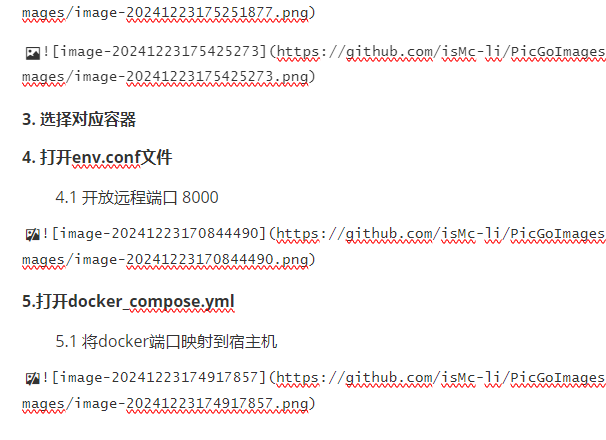 mages/image-20241223175251877.png)
![image-20241223175425273](https://github.com/isMc-li/PicGoImages
mages/image-20241223175425273.png)
3. 选择对应容器
4. 打开env.conf文件
4.1 开放远程端口 8000
![image-20241223170844490](https://github.com/isMc-li/PicGoImages
mages/image-20241223170844490.png)
5.打开docker_compose.yml
5.1 将docker端口映射到宿主机
![image-20241223174917857](https://github.com/isMc-li/PicGoImages
mages/image-20241223174917857.png)